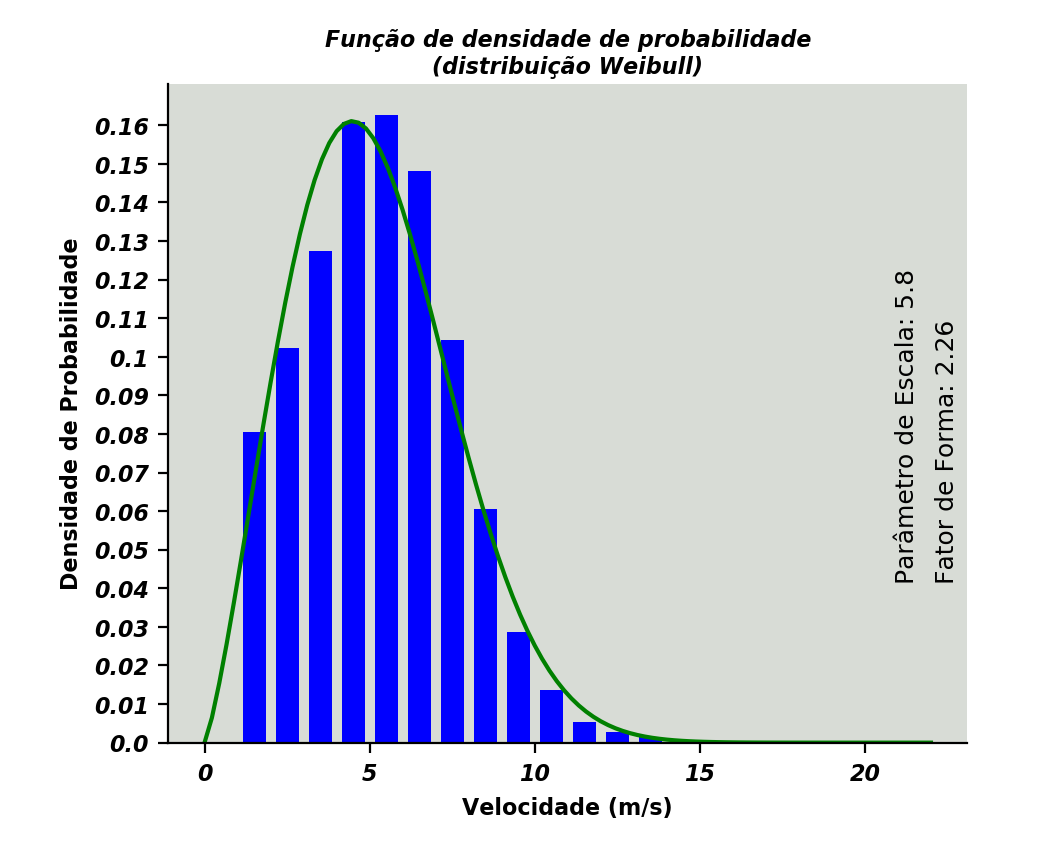 Função de densidade de probabilidade
(distribuição Weibull)
Densidade de Probabilidade
0.16
0.15
0.14
0.13
0.12
0.11
0.1
0.09
0.08
0.07
0.06
0.05
0.04
0.03
0.02
0.01
0.0
Parâmetro de Escala: 5.8
Fator de Forma: 2.26
0 5 10 15 20
Velocidade (m/s)